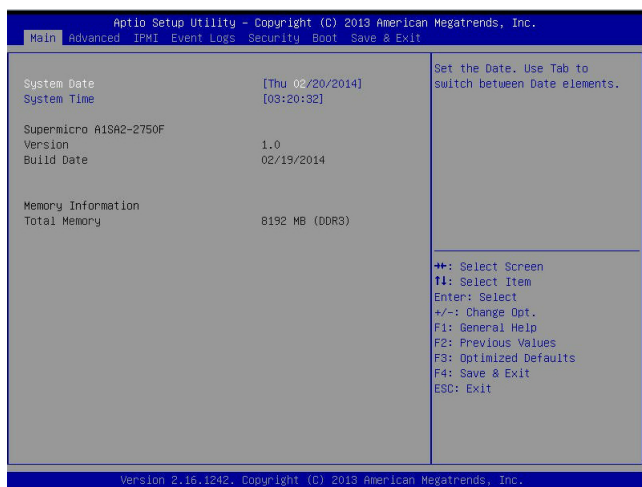 Aptio Setup Utility – Copyright (C) 2013 American Megatrends, Inc.
Main Advanced IPMI Event Logs Security Boot Save & Exit
System Date [Thu 02/20/2014]
System Time [03:20:32]
Supermicro A1SA2-2750F
Version 1.0
Build Date 02/19/2014
Memory Information
Total Memory 8192 MB (DDR3)
Set the Date. Use Tab to
switch between Date elements.
→←: Select Screen
↑↓: Select Item
Enter: Select
+/-: Change Opt.
F1: General Help
F2: Previous Values
F3: Optimized Defaults
F4: Save & Exit
ESC: Exit
Version 2.16.1242. Copyright (C) 2013 American Megatrends, Inc.